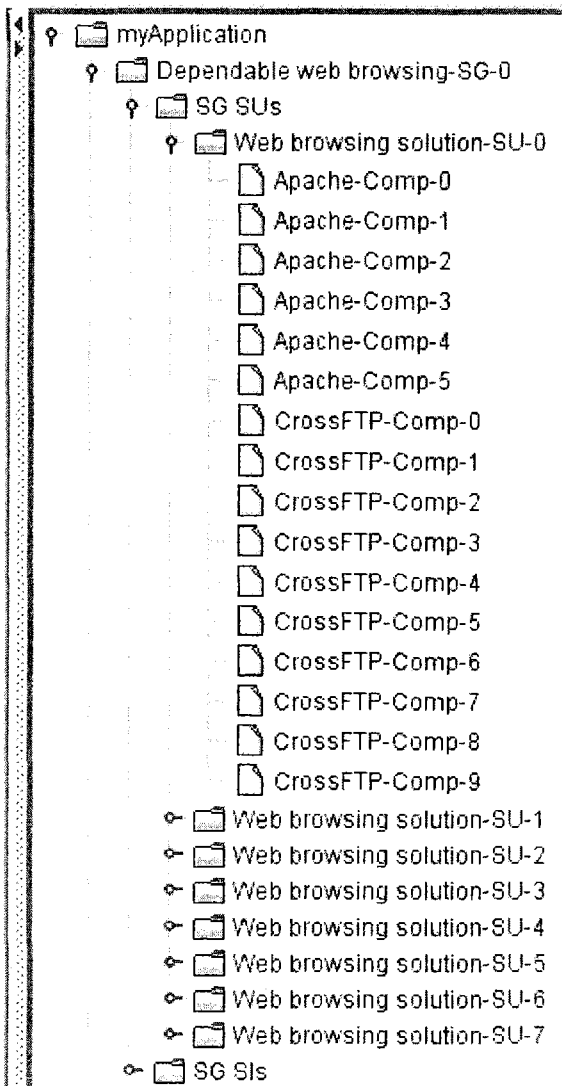 myApplication
Dependable web browsing-SG-0
SG SUs
Web browsing solution-SU-0
Apache-Comp-0
Apache-Comp-1
Apache-Comp-2
Apache-Comp-3
Apache-Comp-4
Apache-Comp-5
CrossFTP-Comp-0
CrossFTP-Comp-1
CrossFTP-Comp-2
CrossFTP-Comp-3
CrossFTP-Comp-4
CrossFTP-Comp-5
CrossFTP-Comp-6
CrossFTP-Comp-7
CrossFTP-Comp-8
CrossFTP-Comp-9
Web browsing solution-SU-1
Web browsing solution-SU-2
Web browsing solution-SU-3
Web browsing solution-SU-4
Web browsing solution-SU-5
Web browsing solution-SU-6
Web browsing solution-SU-7
SG SIs